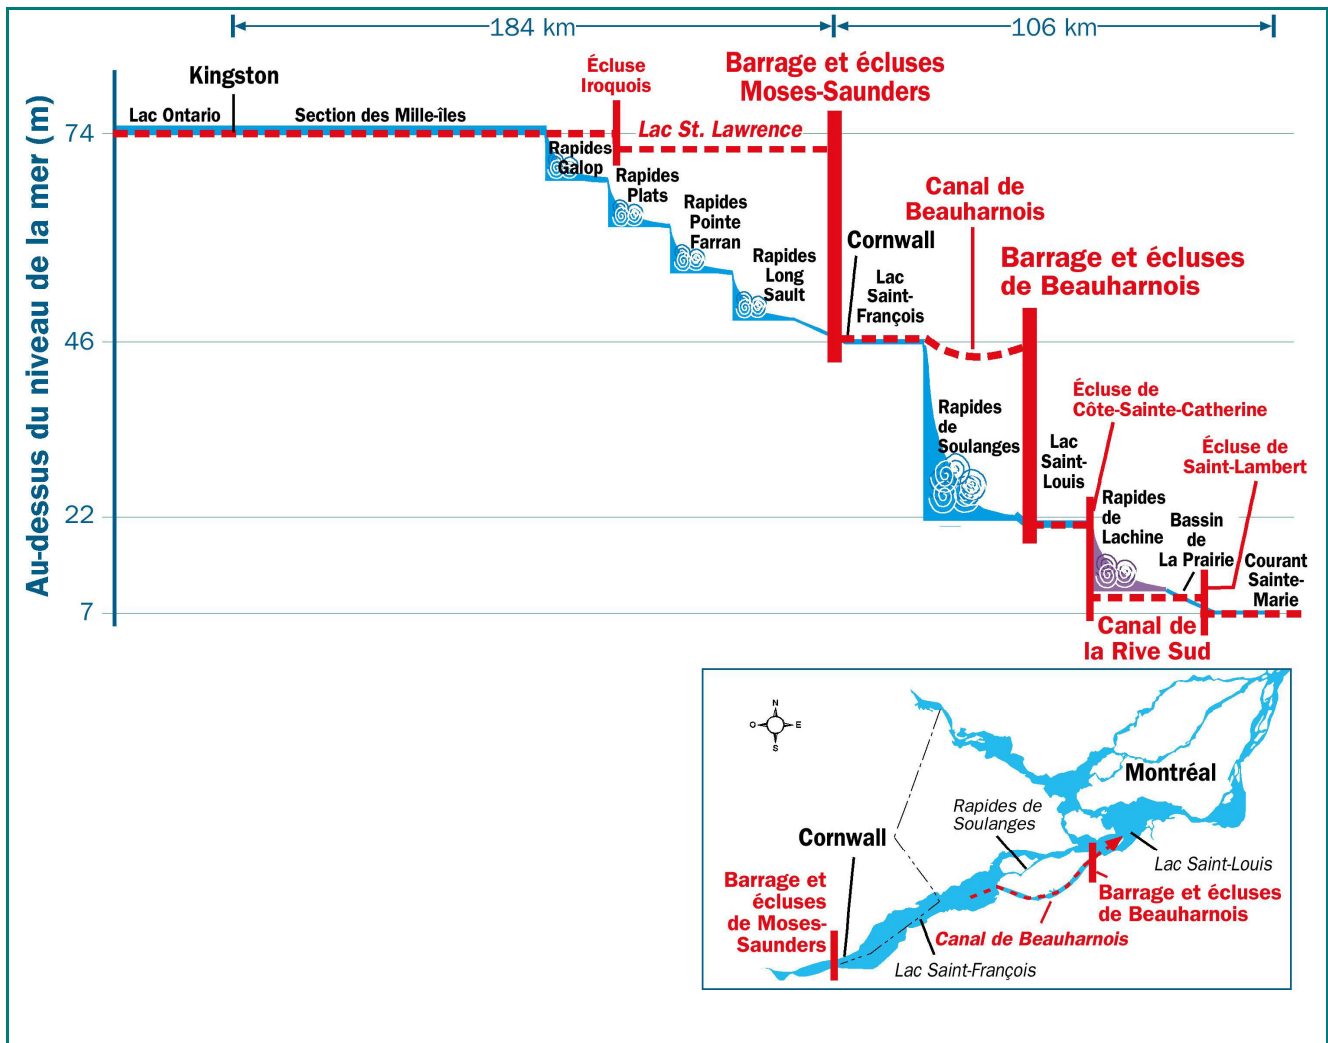 184 km
106 km
Au-dessus du niveau de la mer (m)
74
46
22
7
Kingston
Lac Ontario
Section des Mille-îles
Écluse
Iroquois
Barrage et écluses
Moses-Saunders
Lac St. Lawrence
Rapides
Galop
Rapides
Plats
Rapides
Pointe
Farran
Rapides
Long
Sault
Canal de
Beauharnois
Cornwall
Lac
Saint-
François
Barrage et écluses
de Beauharnois
Rapides
de
Soulanges
Lac
Saint-
Louis
Écluse de
Côte-Sainte-Catherine
Écluse de
Saint-Lambert
Rapides
de
Lachine
Bassin
de
La Prairie
Courant
Sainte-
Marie
Canal de
la Rive Sud
N
O
E
S
Montréal
Rapides de
Soulanges
Cornwall
Lac Saint-Louis
Barrage et
écluses
de Moses-
Saunders
Barrage et écluses
de Beauharnois
Canal de Beauharnois
Lac Saint-François